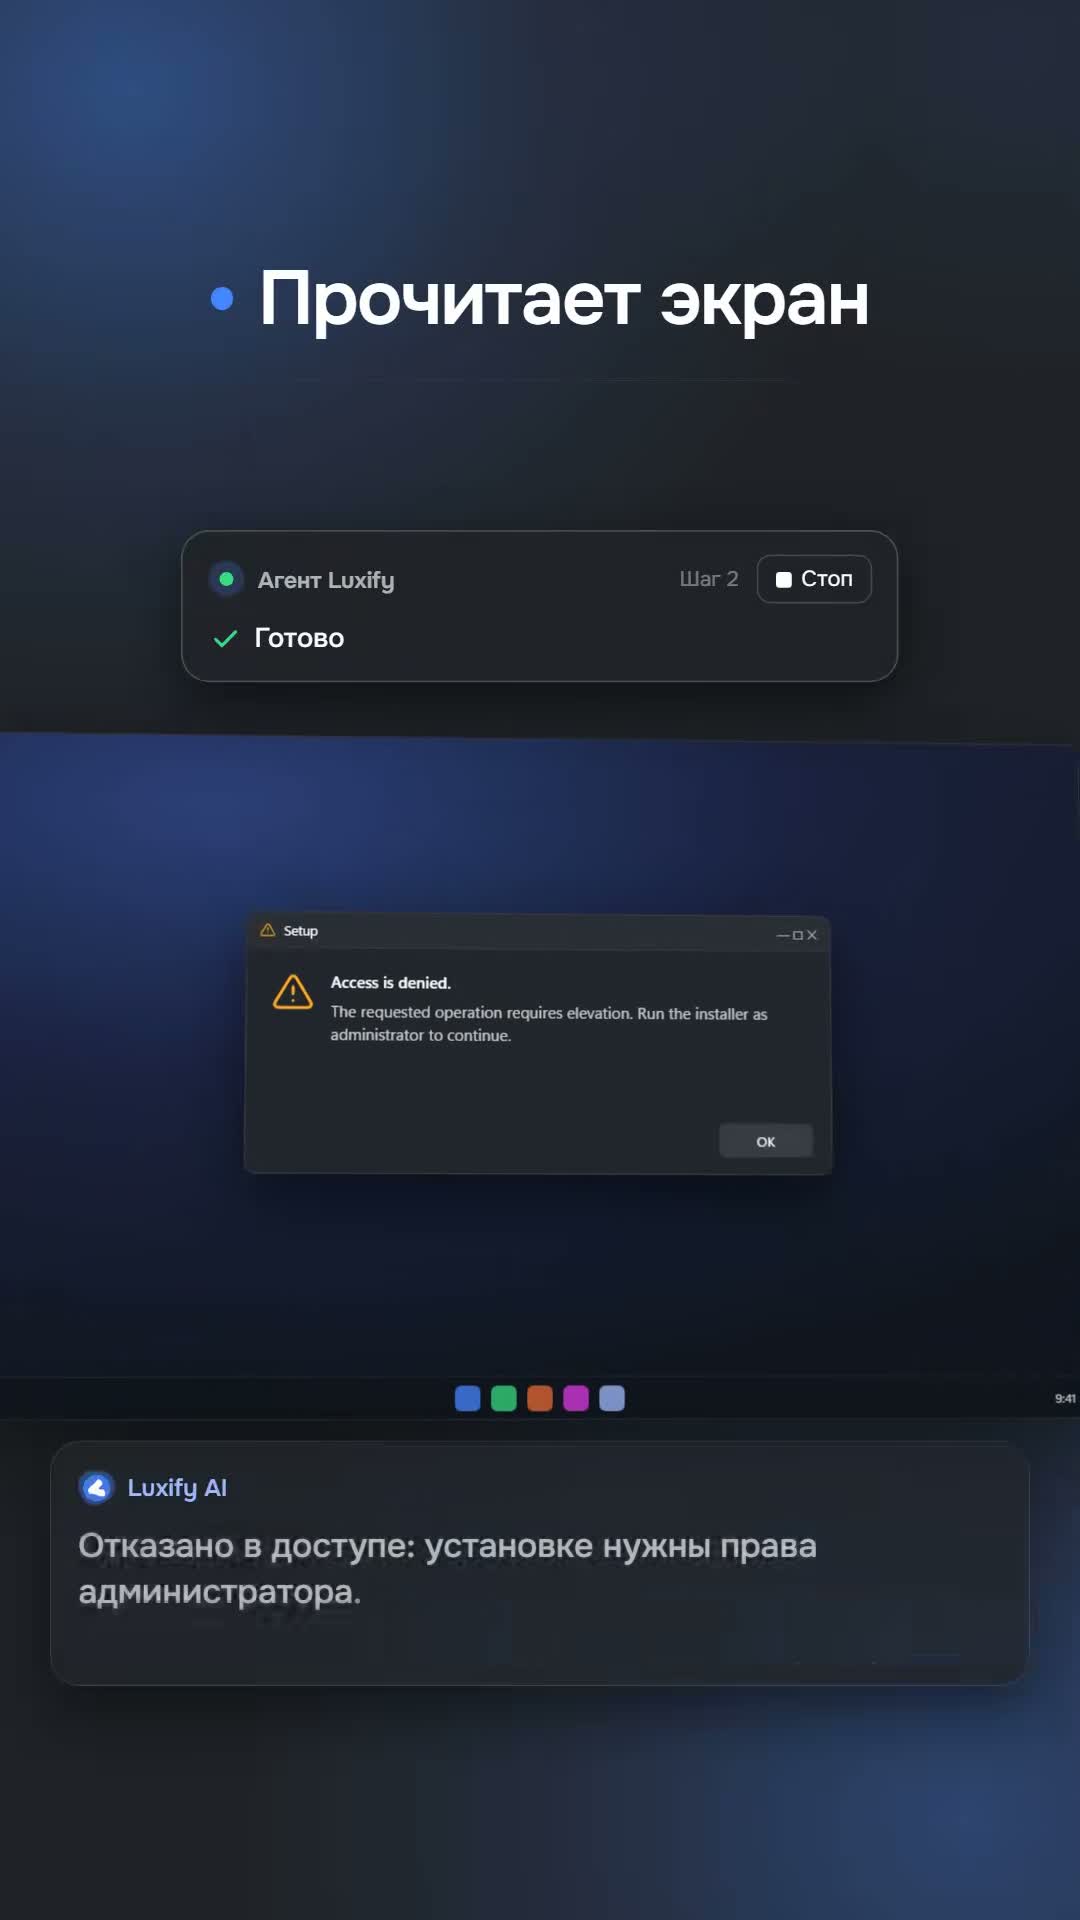 Прочитает экран
Агент Luxify
Шаг 2
Стоп
Готово
Setup
Access is denied.
The requested operation requires elevation. Run the installer as
administrator to continue.
OK
9:41
Luxify AI
Отказано в доступе: установке нужны права
администратора.